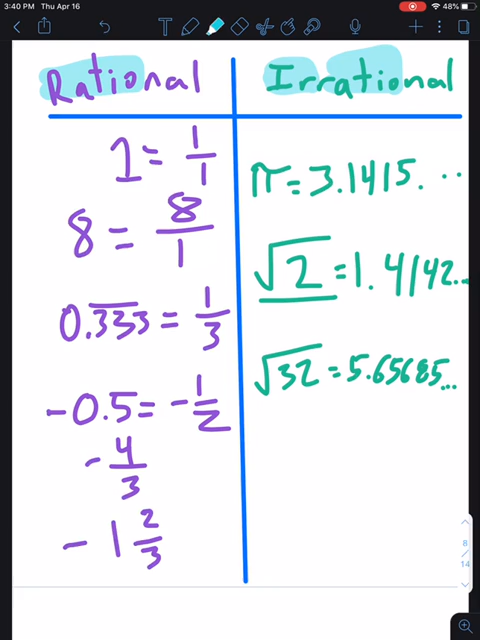 3:40 PM Thu Apr 16
48%
Rational
Irrational
1 = 1/1
8 = 8/1
0.333̅ = 1/3
-0.5 = -1/2
-4/3
-1 2/3
π = 3.1415...
√2 = 1.4142...
√32 = 5.65685...
8/14